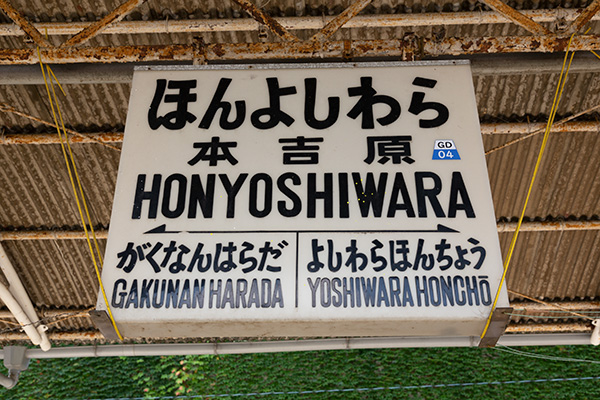 ほんよしわら
本吉原
GD
04
HONYOSHIWARA
がくなんはらだ
GAKUNAN HARADA
よしわらほんちょう
YOSHIWARA HONCHŌ